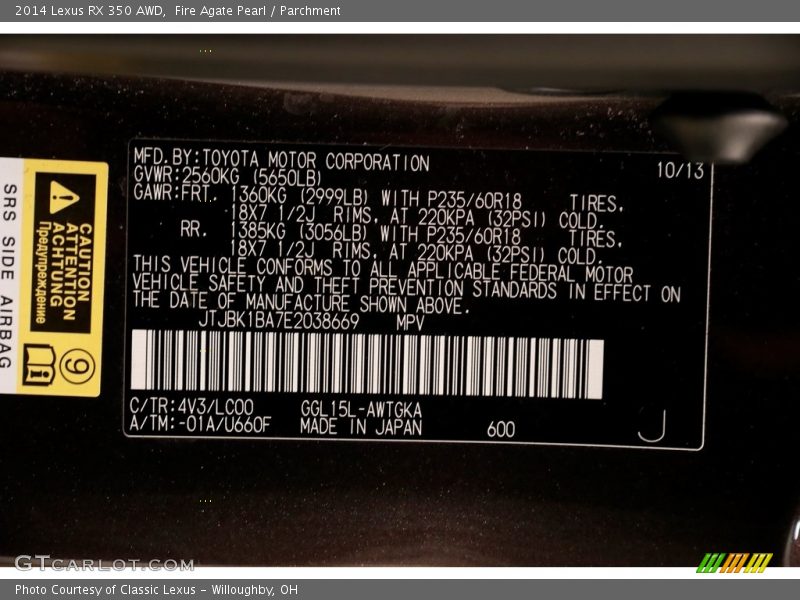 2014 Lexus RX 350 AWD, Fire Agate Pearl / Parchment
MFD.BY:TOYOTA MOTOR CORPORATION 10/13
GVWR:2560KG (5650LB)
GAWR:FRT. 1360KG (2999LB) WITH P235/60R18 TIRES,
18X7 1/2J RIMS, AT 220KPA (32PSI) COLD.
RR. 1385KG (3056LB) WITH P235/60R18 TIRES,
18X7 1/2J RIMS, AT 220KPA (32PSI) COLD.
THIS VEHICLE CONFORMS TO ALL APPLICABLE FEDERAL MOTOR
VEHICLE SAFETY AND THEFT PREVENTION STANDARDS IN EFFECT ON
THE DATE OF MANUFACTURE SHOWN ABOVE.
JTJBK1BA7E2038669 MPV
C/TR:4V3/LC00 GGL15L-AWTGKA
A/TM:-01A/U660F MADE IN JAPAN 600 J
CAUTION
ATTENTION
ACHTUNG
Предупреждение
9
SRS SIDE AIRBAG
GTCARLOT.COM
Photo Courtesy of Classic Lexus - Willoughby, OH